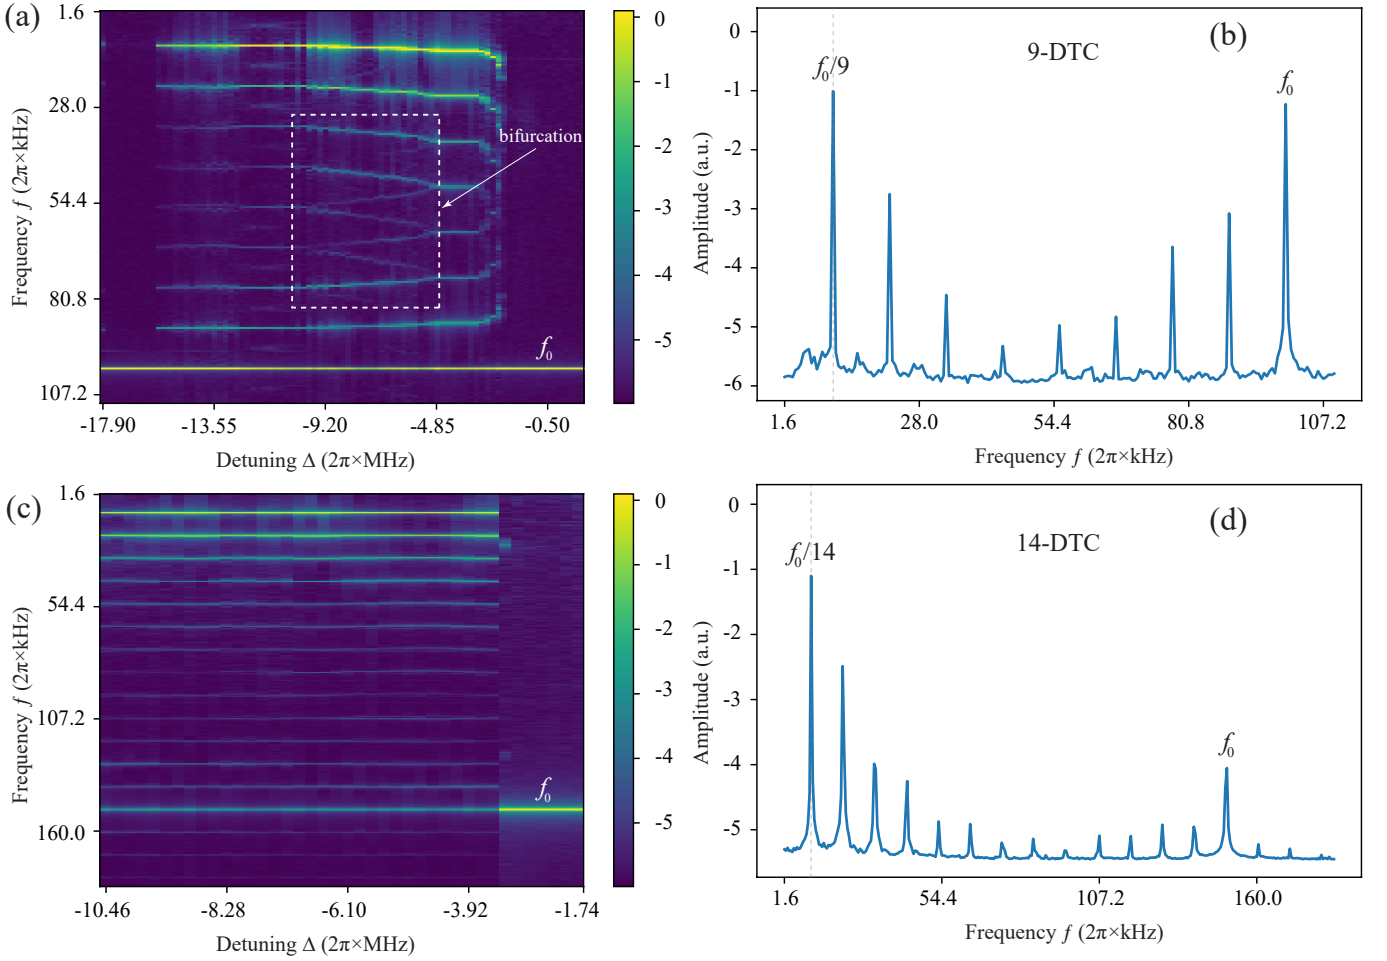 (a)
1.6
28.0
54.4
80.8
107.2
Frequency f (2π×kHz)
bifurcation
f₀
-17.90 -13.55 -9.20 -4.85 -0.50
Detuning Δ (2π×MHz)
0
-1
-2
-3
-4
-5
(b)
9-DTC
f₀/9
f₀
0
-1
-2
-3
-4
-5
-6
Amplitude (a.u.)
1.6 28.0 54.4 80.8 107.2
Frequency f (2π×kHz)
(c)
1.6
54.4
107.2
160.0
Frequency f (2π×kHz)
f₀
-10.46 -8.28 -6.10 -3.92 -1.74
Detuning Δ (2π×MHz)
0
-1
-2
-3
-4
-5
(d)
14-DTC
f₀/14
f₀
0
-1
-2
-3
-4
-5
Amplitude (a.u.)
1.6 54.4 107.2 160.0
Frequency f (2π×kHz)